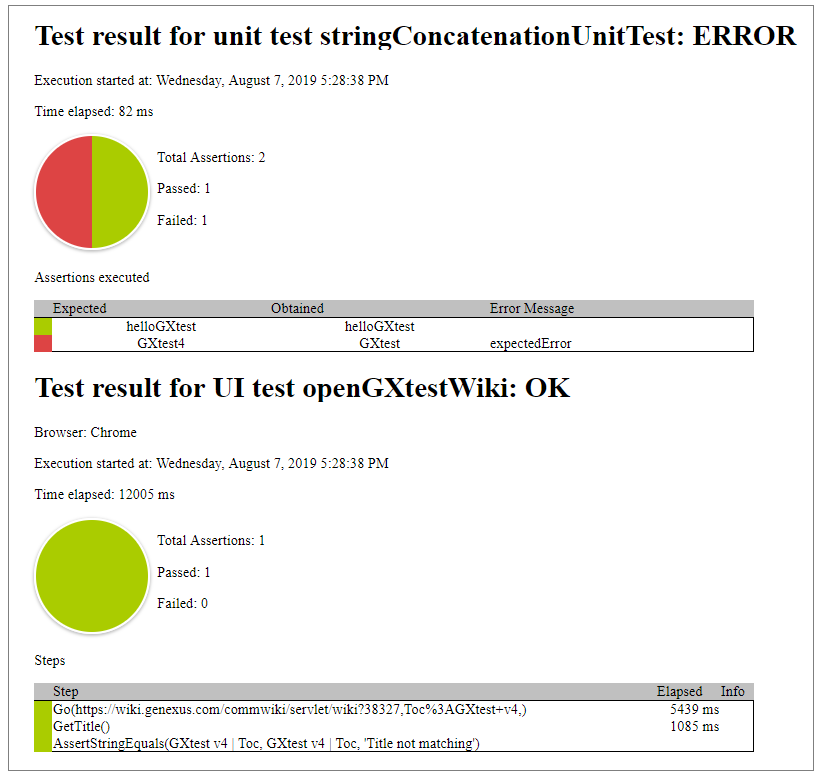 Test result for unit test stringConcatenationUnitTest: ERROR
Execution started at: Wednesday, August 7, 2019 5:28:38 PM
Time elapsed: 82 ms
Total Assertions: 2
Passed: 1
Failed: 1
Assertions executed
Expected Obtained Error Message
helloGXtest helloGXtest
GXtest4 GXtest expectedError
Test result for UI test openGXtestWiki: OK
Browser: Chrome
Execution started at: Wednesday, August 7, 2019 5:28:38 PM
Time elapsed: 12005 ms
Total Assertions: 1
Passed: 1
Failed: 0
Steps
Step Elapsed Info
Go(https://wiki.genexus.com/commwiki/servlet/wiki?38327,Toc%3AGXtest+v4,) 5439 ms
GetTitle() 1085 ms
AssertStringEquals(GXtest v4 | Toc, GXtest v4 | Toc, 'Title not matching')